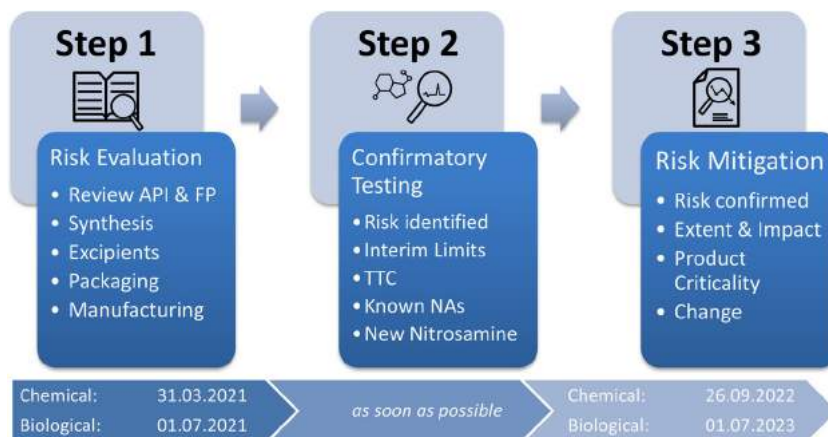 Step 1
Risk Evaluation
• Review API & FP
• Synthesis
• Excipients
• Packaging
• Manufacturing
Step 2
Confirmatory
Testing
• Risk identified
• Interim Limits
• TTC
• Known NAs
• New Nitrosamine
Step 3
Risk Mitigation
• Risk confirmed
• Extent & Impact
• Product
Criticality
• Change
Chemical: 31.03.2021
Biological: 01.07.2021
as soon as possible
Chemical: 26.09.2022
Biological: 01.07.2023